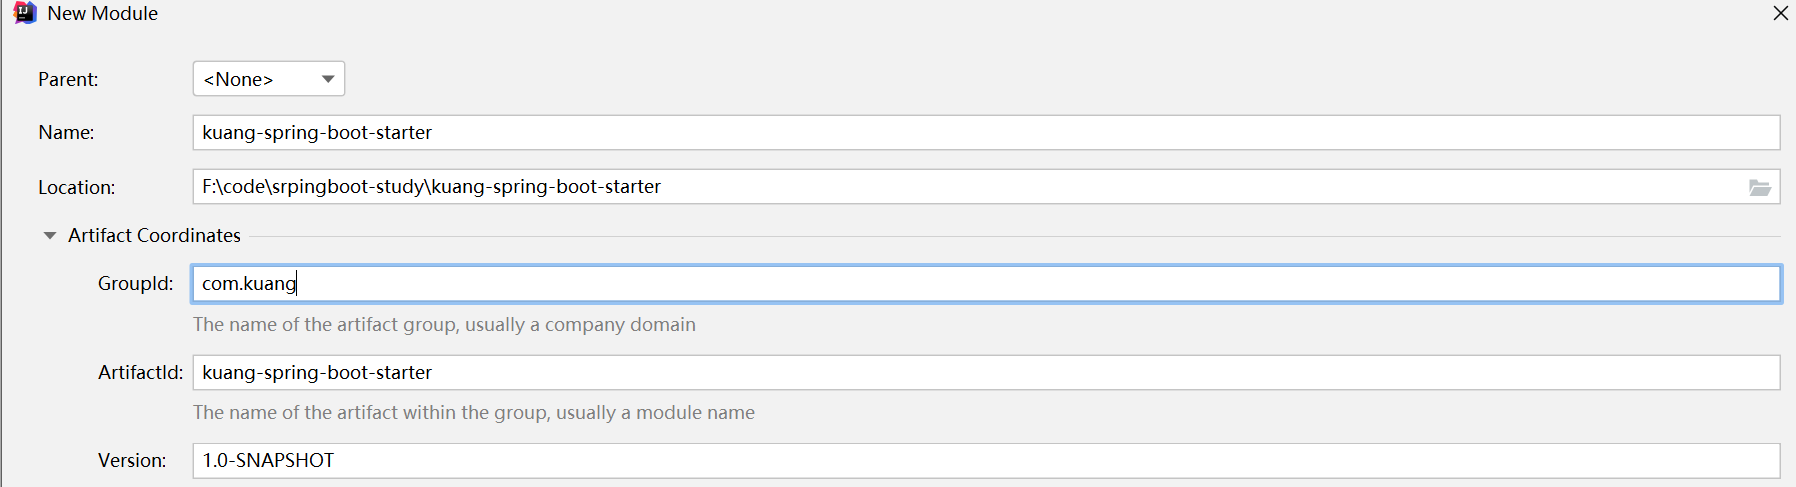 New Module
Parent: <None>
Name: kuang-spring-boot-starter
Location: F:\code\srpingboot-study\kuang-spring-boot-starter
Artifact Coordinates
GroupId: com.kuang
The name of the artifact group, usually a company domain
ArtifactId: kuang-spring-boot-starter
The name of the artifact within the group, usually a module name
Version: 1.0-SNAPSHOT